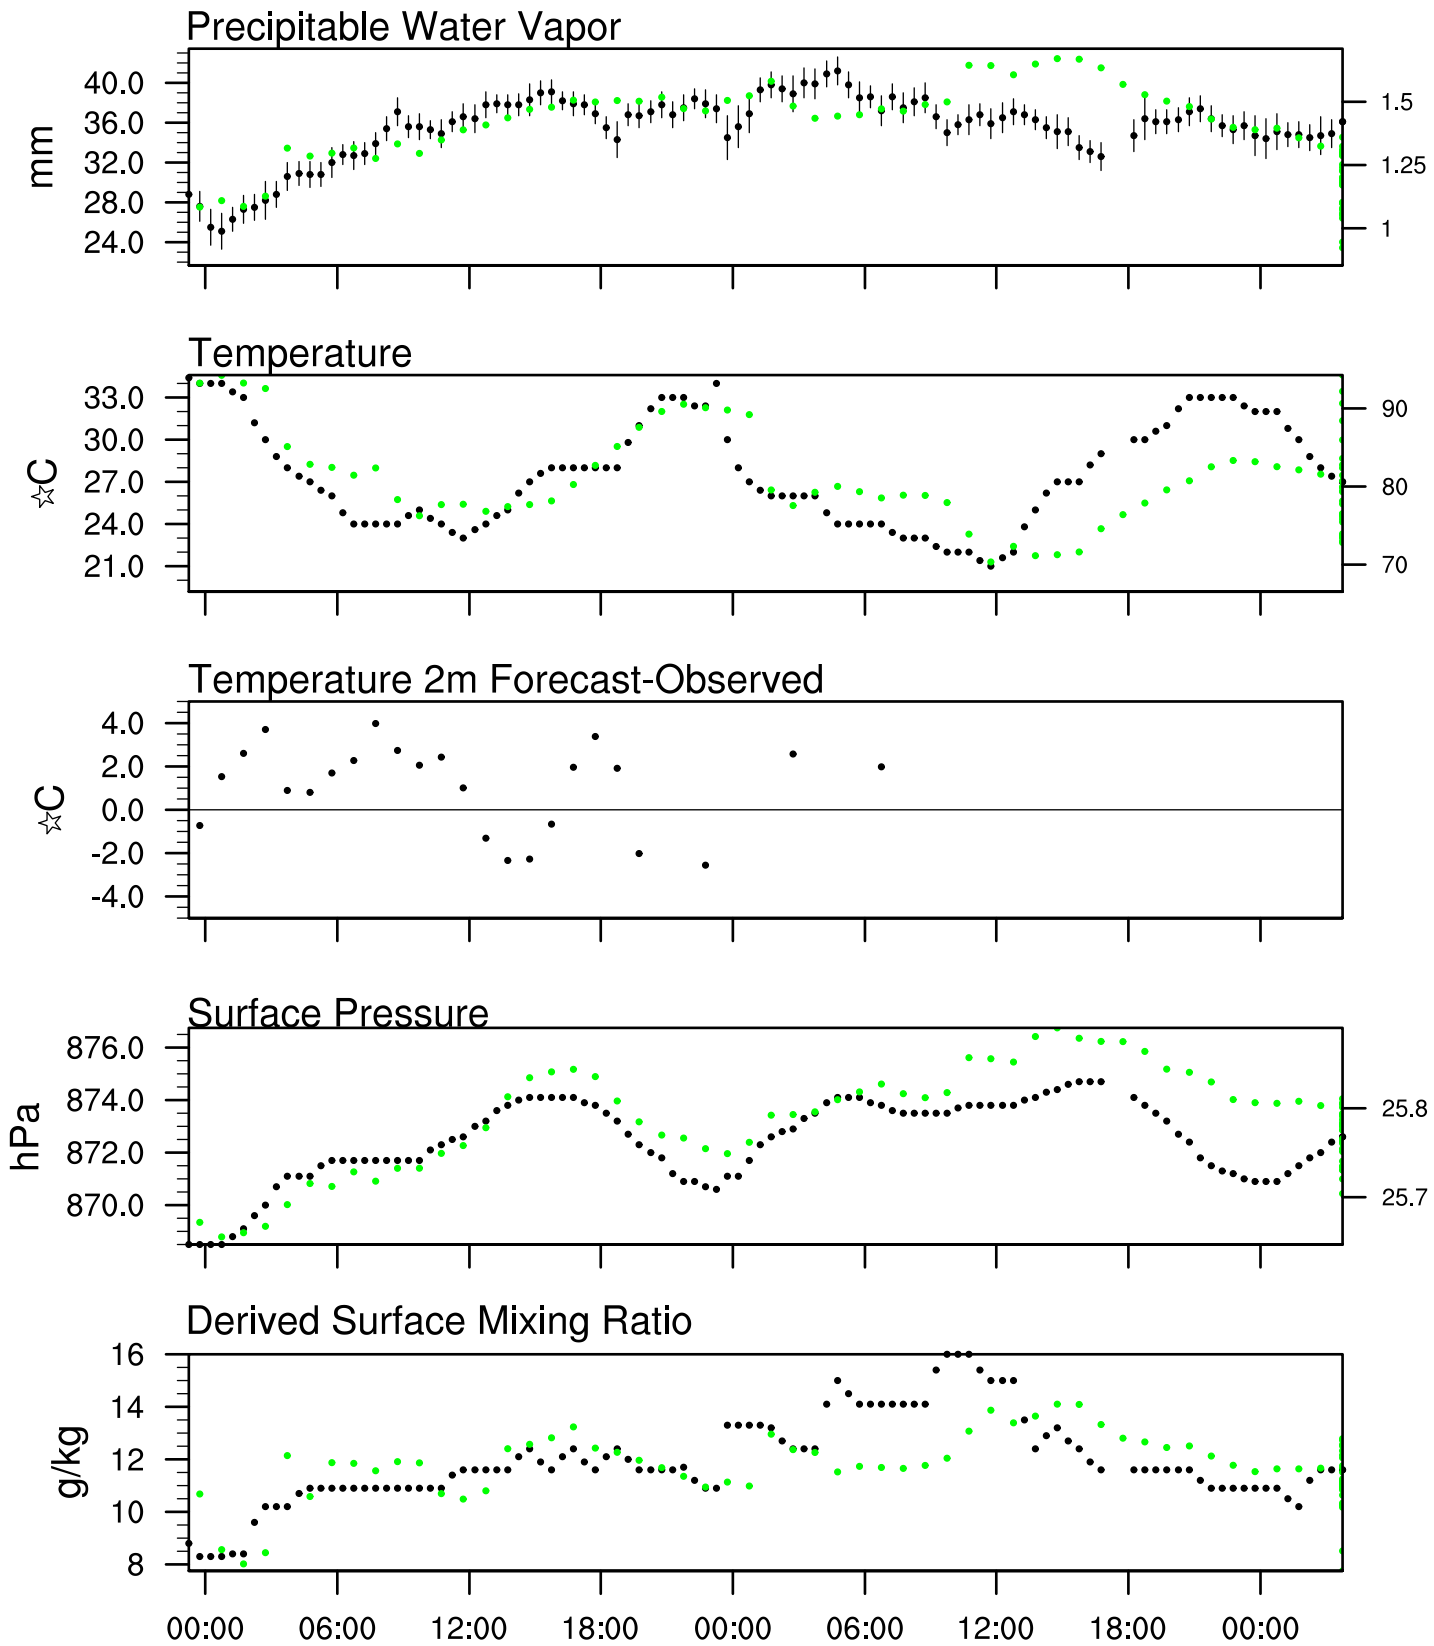 Precipitable Water Vapor
mm
40.0
36.0
32.0
28.0
24.0
1.5
1.25
1
Temperature
☆C
33.0
30.0
27.0
24.0
21.0
90
80
70
Temperature 2m Forecast-Observed
☆C
4.0
2.0
0.0
-2.0
-4.0
Surface Pressure
hPa
876.0
874.0
872.0
870.0
25.8
25.7
Derived Surface Mixing Ratio
g/kg
16
14
12
10
8
00:00 06:00 12:00 18:00 00:00 06:00 12:00 18:00 00:00